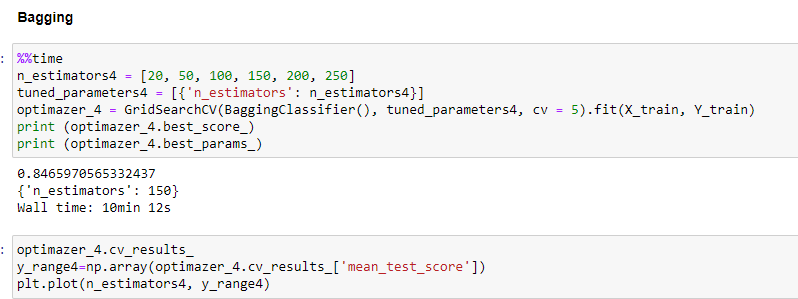 Bagging
: %%time
n_estimators4 = [20, 50, 100, 150, 200, 250]
tuned_parameters4 = [{'n_estimators': n_estimators4}]
optimazer_4 = GridSearchCV(BaggingClassifier(), tuned_parameters4, cv = 5).fit(X_train, Y_train)
print (optimazer_4.best_score_)
print (optimazer_4.best_params_)
0.8465970565332437
{'n_estimators': 150}
Wall time: 10min 12s
: optimazer_4.cv_results_
y_range4=np.array(optimazer_4.cv_results_['mean_test_score'])
plt.plot(n_estimators4, y_range4)